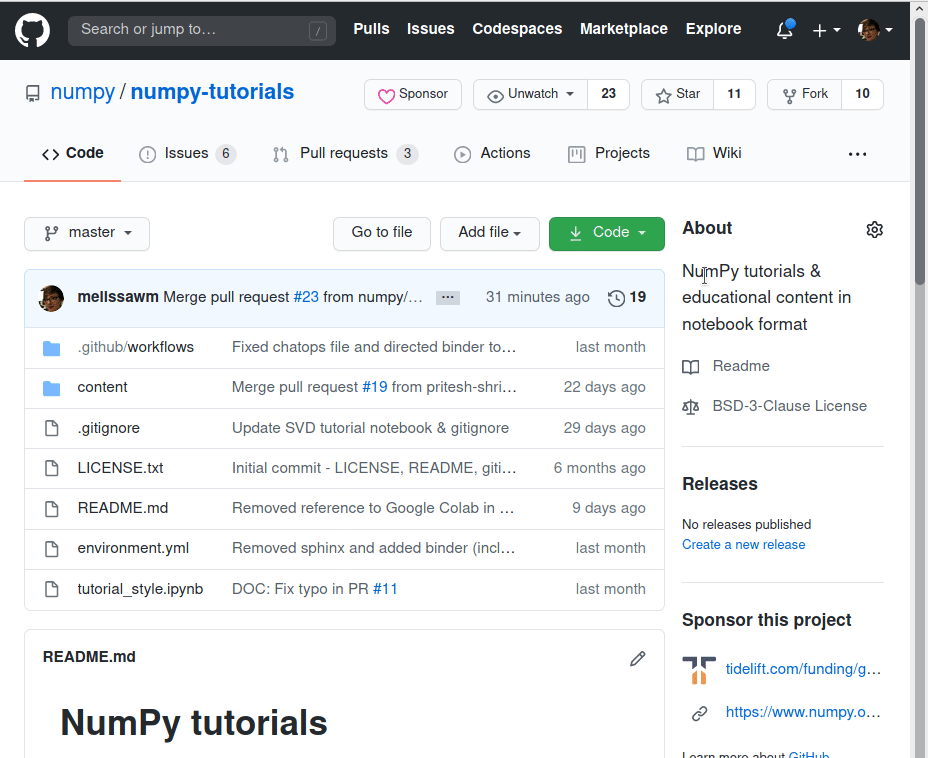 Search or jump to… / Pulls Issues Codespaces Marketplace Explore
numpy / numpy-tutorials Sponsor Unwatch 23 Star 11 Fork 10
Code Issues 6 Pull requests 3 Actions Projects Wiki ...
master Go to file Add file Code
melissawm Merge pull request #23 from numpy/… ... 31 minutes ago 19
.github/workflows Fixed chatops file and directed binder to… last month
content Merge pull request #19 from pritesh-shri… 22 days ago
.gitignore Update SVD tutorial notebook & gitignore 29 days ago
LICENSE.txt Initial commit - LICENSE, README, giti… 6 months ago
README.md Removed reference to Google Colab in … 9 days ago
environment.yml Removed sphinx and added binder (incl… last month
tutorial_style.ipynb DOC: Fix typo in PR #11 last month
README.md
NumPy tutorials
About
NumPy tutorials &
educational content in
notebook format
Readme
BSD-3-Clause License
Releases
No releases published
Create a new release
Sponsor this project
tidelift.com/funding/g…
https://www.numpy.o…
Learn more about GitHub